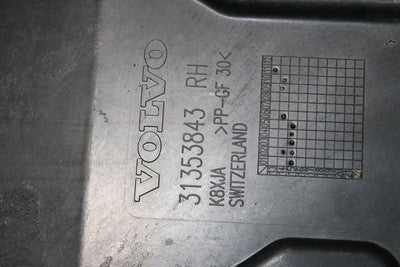 VOLVO
31353843 RH
K8XJA >PP-GF 30<
SWITZERLAND